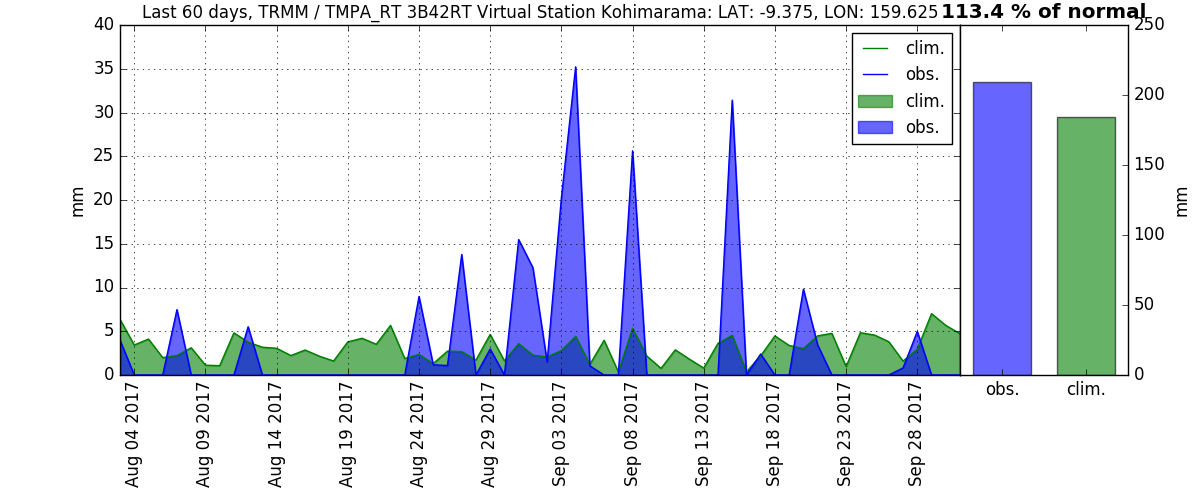 Last 60 days, TRMM / TMPA_RT 3B42RT Virtual Station Kohimarama: LAT: -9.375, LON: 159.625
113.4 % of normal
mm
40
35
30
25
20
15
10
5
0
clim.
obs.
clim.
obs.
Aug 04 2017
Aug 09 2017
Aug 14 2017
Aug 19 2017
Aug 24 2017
Aug 29 2017
Sep 03 2017
Sep 08 2017
Sep 13 2017
Sep 18 2017
Sep 23 2017
Sep 28 2017
250
200
150
100
50
0
mm
obs.
clim.